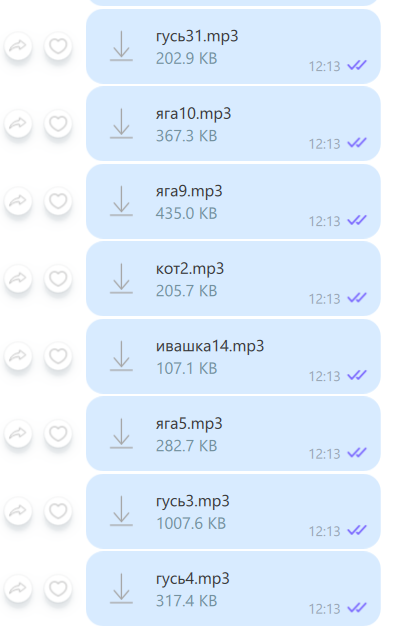 гусь31.mp3
202.9 KB
12:13
яга10.mp3
367.3 KB
12:13
яга9.mp3
435.0 KB
12:13
кот2.mp3
205.7 KB
12:13
ивашка14.mp3
107.1 KB
12:13
яга5.mp3
282.7 KB
12:13
гусь3.mp3
1007.6 KB
12:13
гусь4.mp3
317.4 KB
12:13